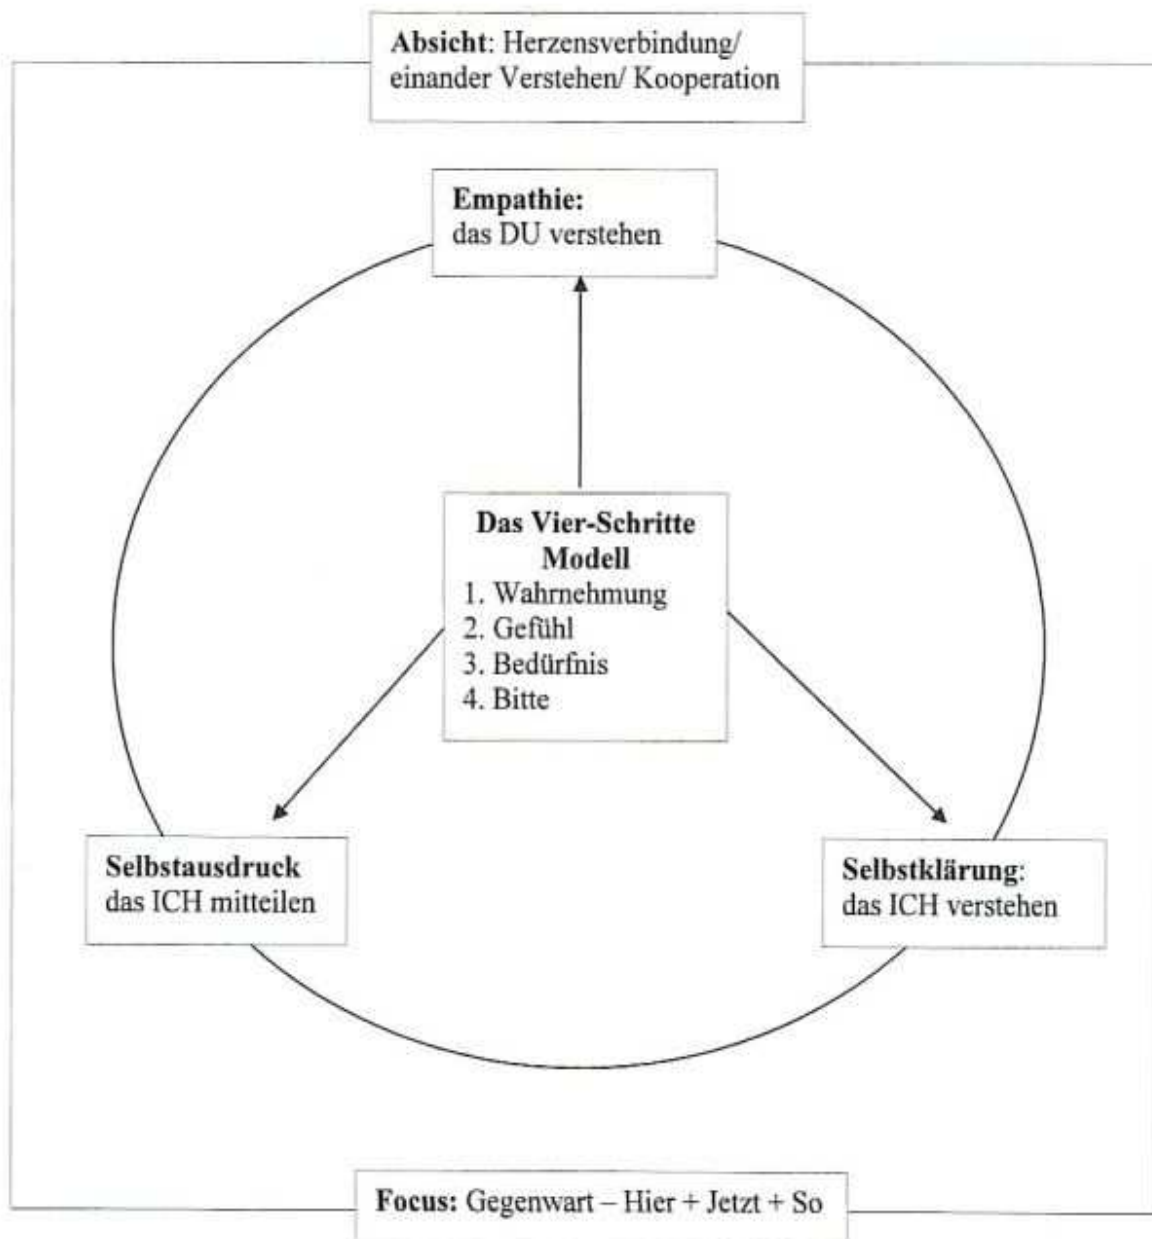 Absicht: Herzensverbindung/
einander Verstehen/ Kooperation
Empathie:
das DU verstehen
Das Vier-Schritte
Modell
1. Wahrnehmung
2. Gefühl
3. Bedürfnis
4. Bitte
Selbstausdruck
das ICH mitteilen
Selbstklärung:
das ICH verstehen
Focus: Gegenwart – Hier + Jetzt + So